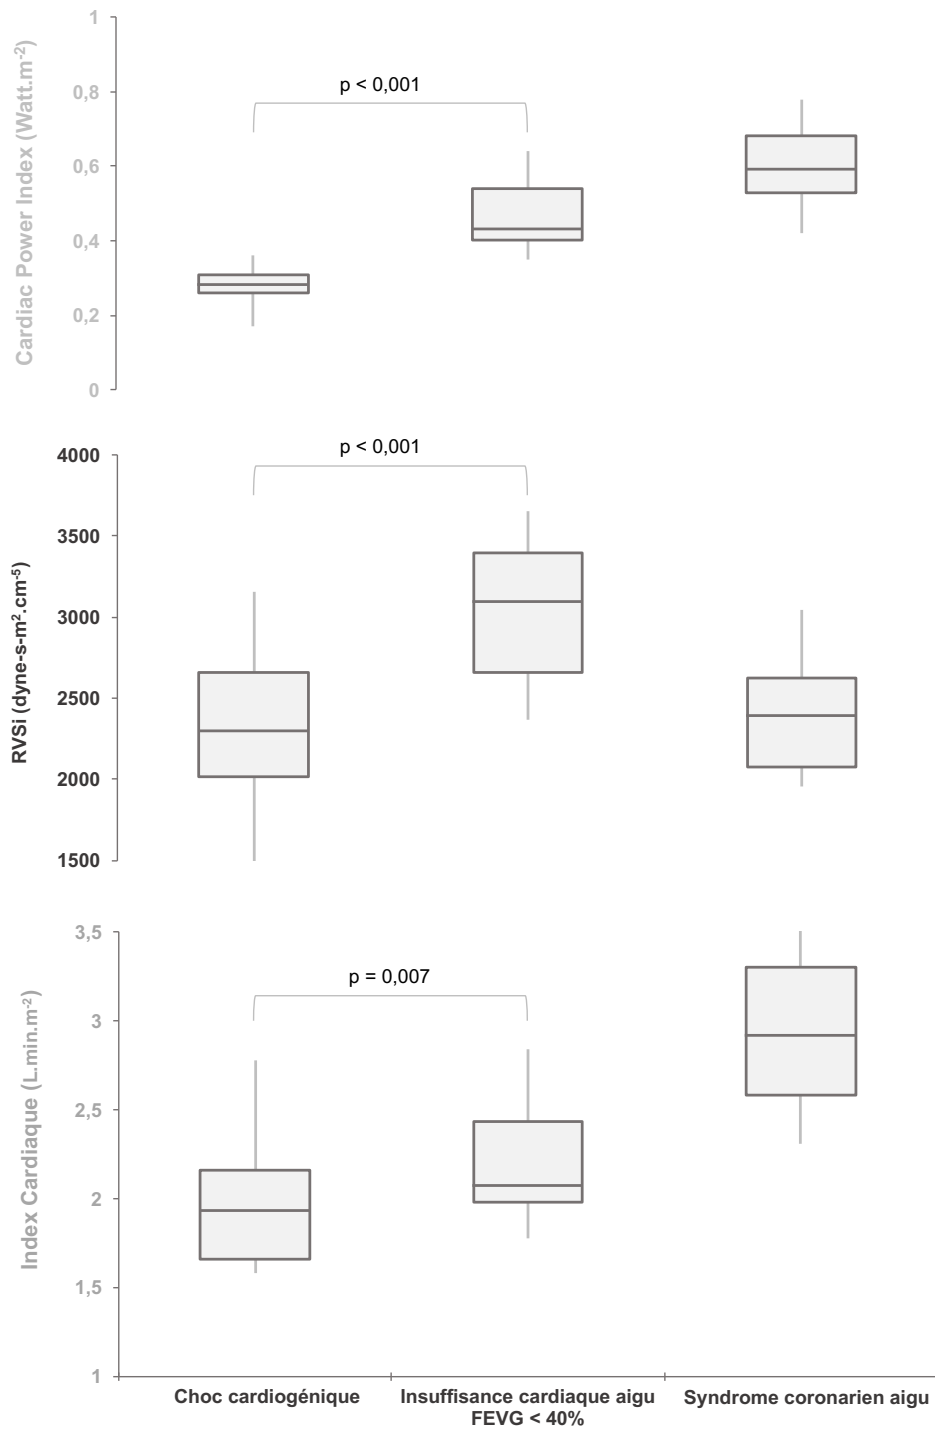 Cardiac Power Index (Watt.m-2)
1
0,8
0,6
0,4
0,2
0
p < 0,001
RVSi (dyne-s-m2.cm-5)
4000
3500
3000
2500
2000
1500
p < 0,001
Index Cardiaque (L.min.m-2)
3,5
3
2,5
2
1,5
1
p = 0,007
Choc cardiogénique
Insuffisance cardiaque aigu
FEVG < 40%
Syndrome coronarien aigu